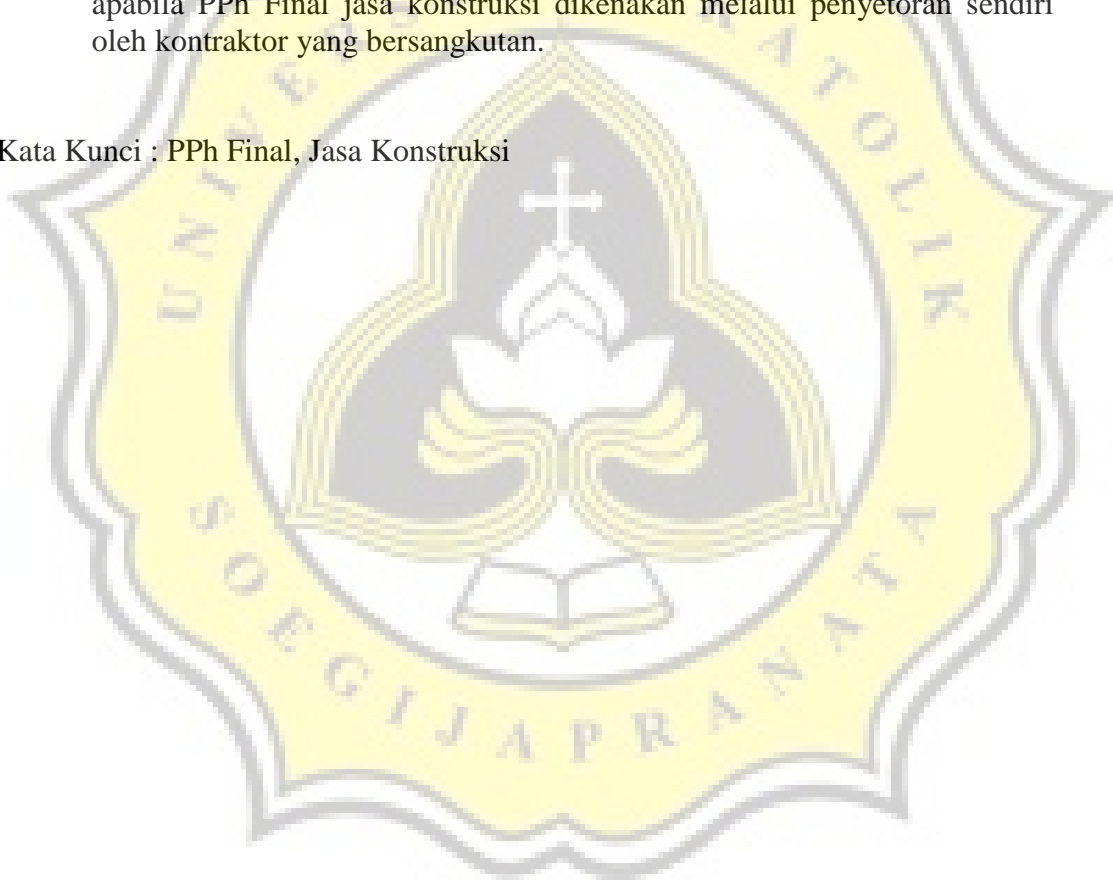 apabila PPh Final jasa konstruksi dikenakan melalui penyetoran sendiri
oleh kontraktor yang bersangkutan.
Kata Kunci : PPh Final, Jasa Konstruksi
SOEGIJAPRANATA